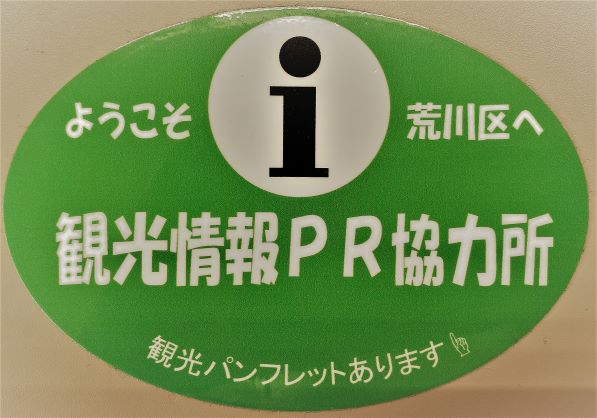 ようこそ
i
荒川区へ
観光情報ＰＲ協力所
観光パンフレットあります☝